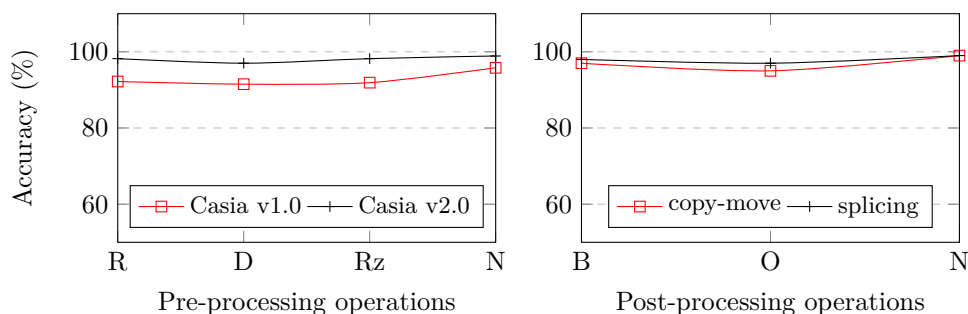 Accuracy (%)
100
80
60
Casia v1.0 Casia v2.0
R D Rz N
Pre-processing operations
100
80
60
copy-move splicing
B O N
Post-processing operations